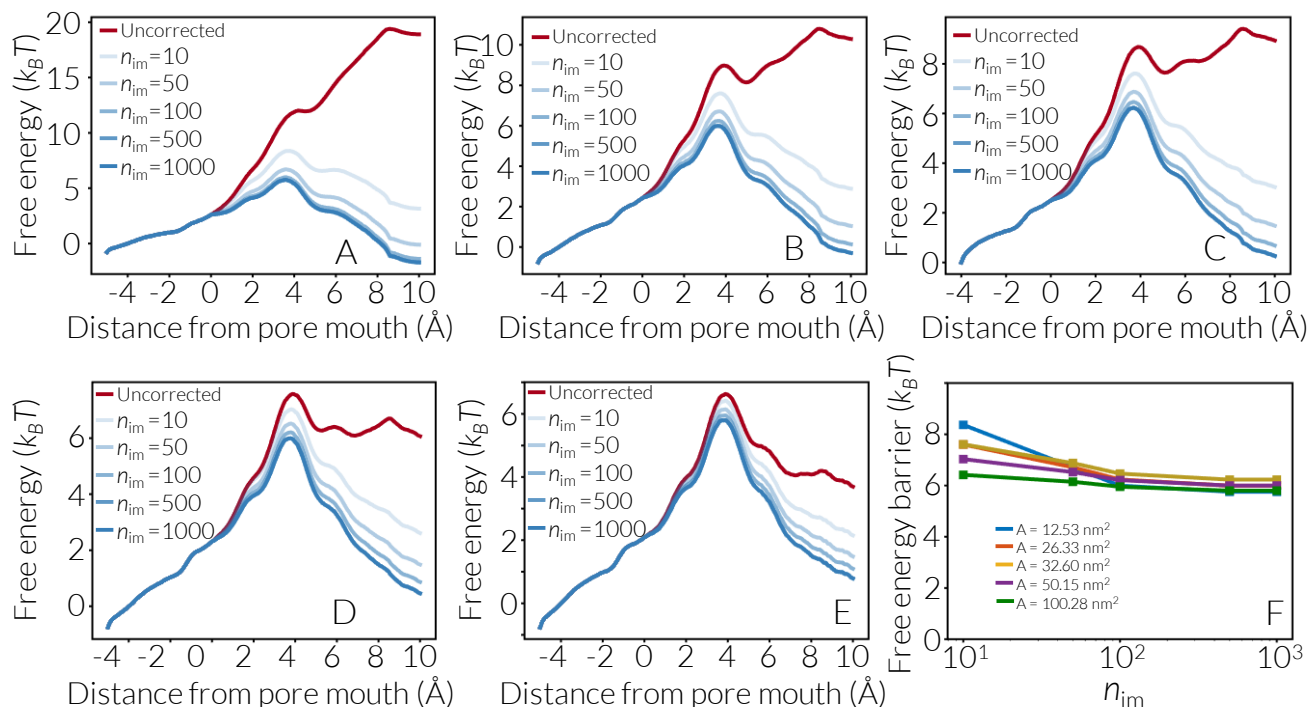 Free energy (k_BT)
20
15
10
5
0
Uncorrected
n_im = 10
n_im = 50
n_im = 100
n_im = 500
n_im = 1000
A
-4 -2 0 2 4 6 8 10
Distance from pore mouth (Å)
Free energy (k_BT)
10
8
6
4
2
0
Uncorrected
n_im = 10
n_im = 50
n_im = 100
n_im = 500
n_im = 1000
B
-4 -2 0 2 4 6 8 10
Distance from pore mouth (Å)
Free energy (k_BT)
8
6
4
2
0
Uncorrected
n_im = 10
n_im = 50
n_im = 100
n_im = 500
n_im = 1000
C
-4 -2 0 2 4 6 8 10
Distance from pore mouth (Å)
Free energy (k_BT)
6
4
2
0
Uncorrected
n_im = 10
n_im = 50
n_im = 100
n_im = 500
n_im = 1000
D
-4 -2 0 2 4 6 8 10
Distance from pore mouth (Å)
Free energy (k_BT)
6
4
2
0
Uncorrected
n_im = 10
n_im = 50
n_im = 100
n_im = 500
n_im = 1000
E
-4 -2 0 2 4 6 8 10
Distance from pore mouth (Å)
Free energy barrier (k_BT)
8
6
4
2
0
A = 12.53 nm²
A = 26.33 nm²
A = 32.60 nm²
A = 50.15 nm²
A = 100.28 nm²
F
10¹ 10² 10³
n_im